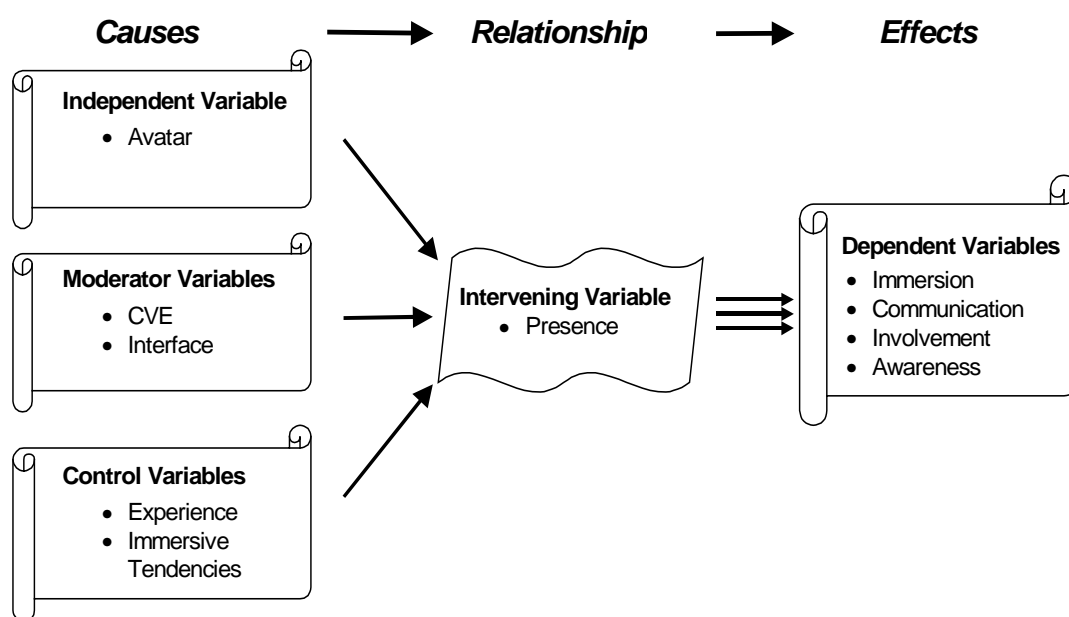 Causes
Relationship
Effects
Independent Variable
• Avatar
Moderator Variables
• CVE
• Interface
Control Variables
• Experience
• Immersive
Tendencies
Intervening Variable
• Presence
Dependent Variables
• Immersion
• Communication
• Involvement
• Awareness